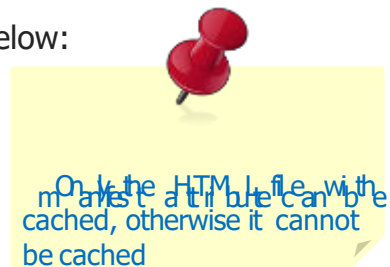 elow:
Only the HTML file with
manifest attribute can be
cached, otherwise it cannot
be cached